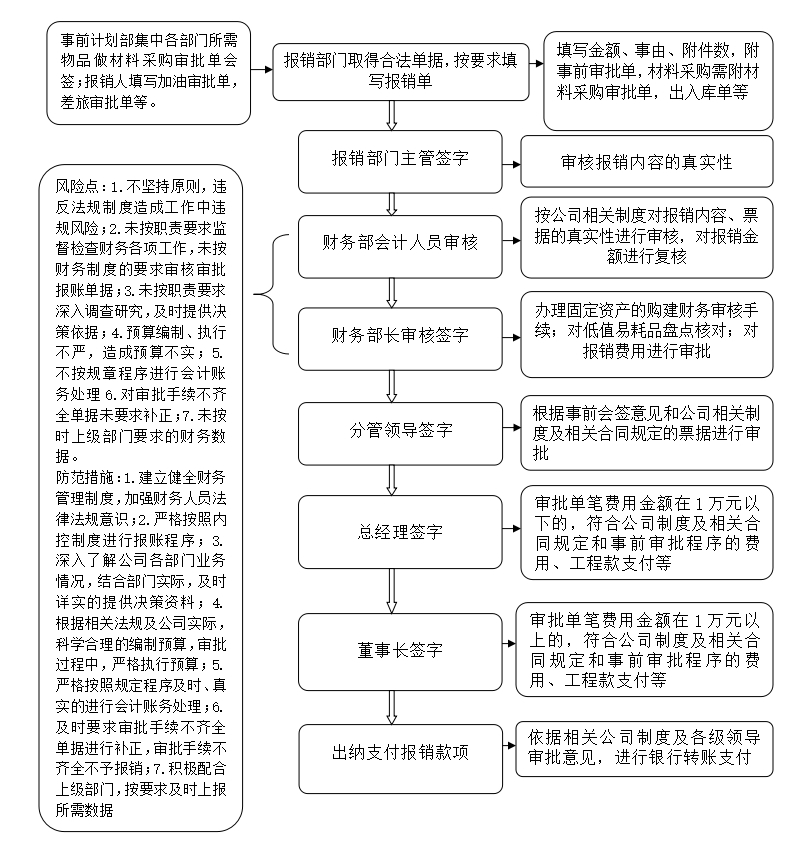 事前计划部集中各部门所需
物品做材料采购审批单会
签;报销人填写加油审批单,
差旅审批单等。
报销部门取得合法单据,按要求填
写报销单
填写金额、事由、附件数，附
事前审批单，材料采购需附材
料采购审批单，出入库单等
报销部门主管签字
审核报销内容的真实性
财务部会计人员审核
按公司相关制度对报销内容、票
据的真实性进行审核，对报销金
额进行复核
财务部长审核签字
办理固定资产的购建财务审核手
续；对低值易耗品盘点核对；对
报销费用进行审批
分管领导签字
根据事前会签意见和公司相关制
度及相关合同规定的票据进行审
批
总经理签字
审批单笔费用金额在1万元以
下的，符合公司制度及相关合
同规定和事前审批程序的费
用、工程款支付等
董事长签字
审批单笔费用金额在1万元以
上的，符合公司制度及相关合
同规定和事前审批程序的费
用、工程款支付等
出纳支付报销款项
依据相关公司制度及各级领导
审批意见，进行银行转账支付
风险点:1.不坚持原则,违
反法规制度造成工作中违
规风险;2.未按职责要求监
督检查财务各项工作,未按
财务制度的要求审核审批
报账单据;3.未按职责要求
深入调查研究,及时提供决
策依据;4.预算编制、执行
不严，造成预算不实；5.
不按规章程序进行会计账
务处理 6.对审批手续不齐
全单据未要求补正;7.未按
时上级部门要求的财务数
据。
防范措施:1.建立健全财务
管理制度,加强财务人员法
律法规意识;2.严格按照内
控制度进行报账程序；3.
深入了解公司各部门业务
情况,结合部门实际,及时
详实的提供决策资料；4.
根据相关法规及公司实际,
科学合理的编制预算,审批
过程中,严格执行预算;5.
严格按照规定程序及时、真
实的进行会计账务处理;6.
及时要求审批手续不齐全
单据进行补正,审批手续不
齐全不予报销;7.积极配合
上级部门,按要求及时上报
所需数据